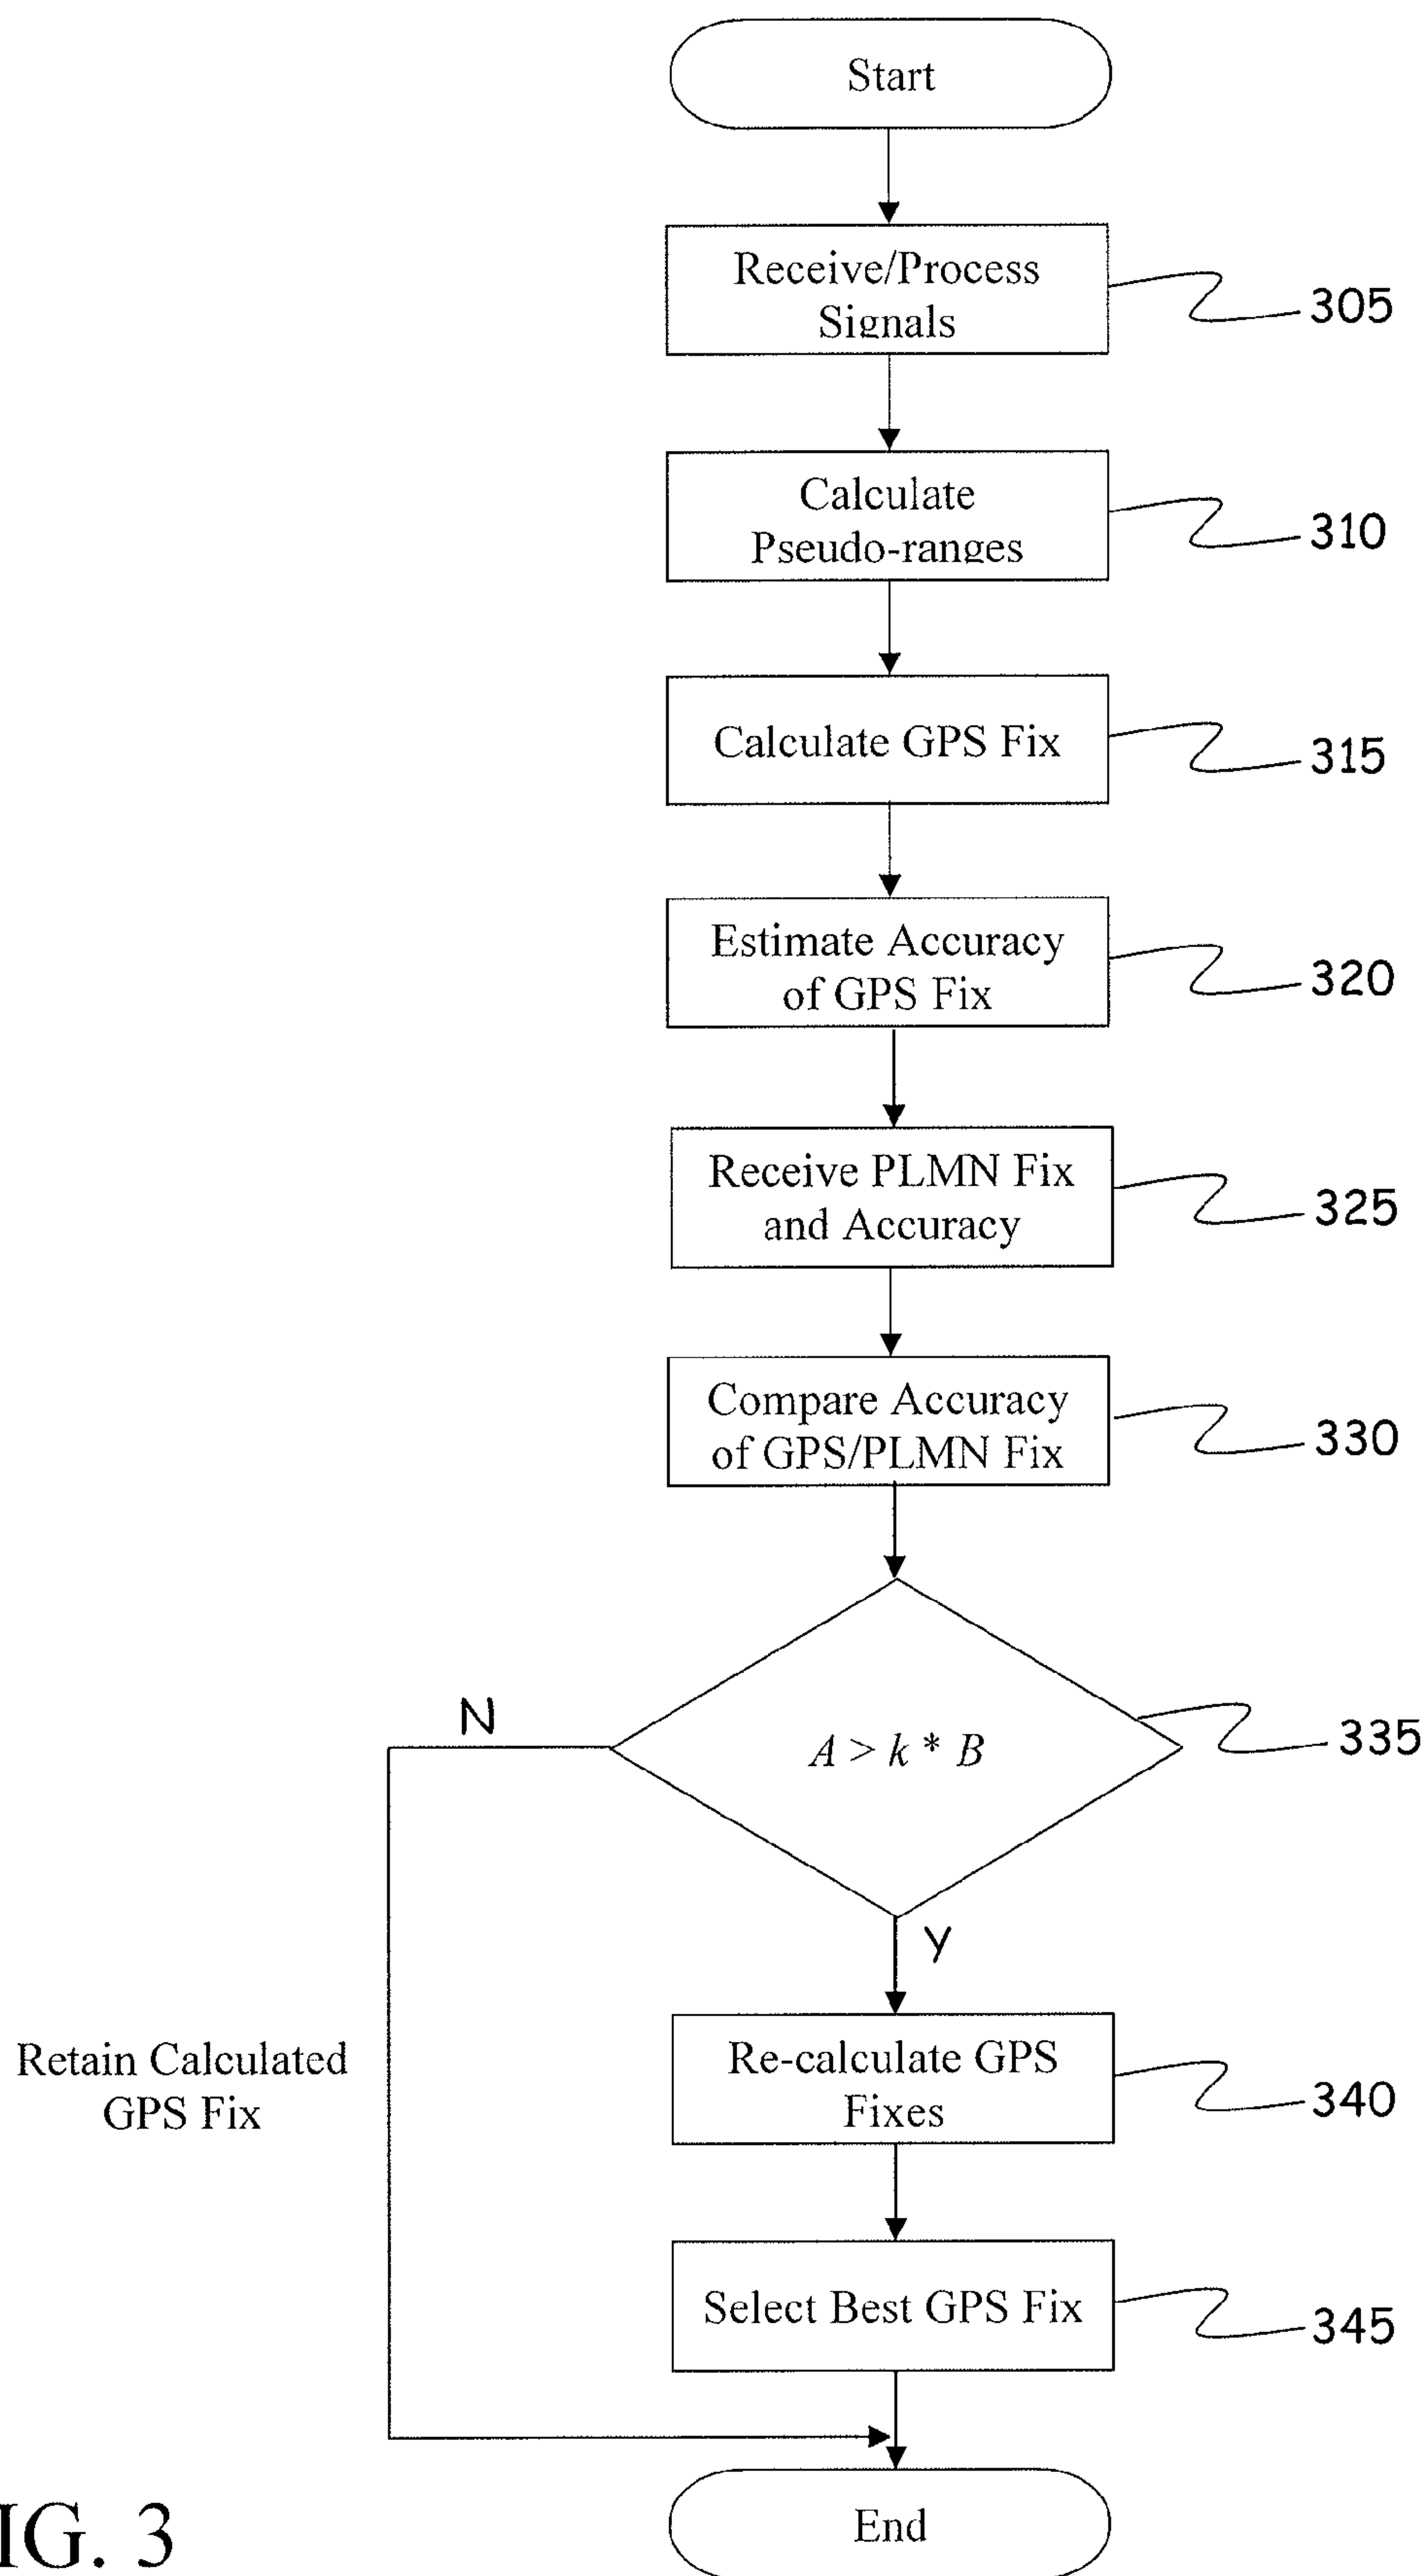 Start
Receive/Process
Signals
305
Calculate
Pseudo-ranges
310
Calculate GPS Fix
315
Estimate Accuracy
of GPS Fix
320
Receive PLMN Fix
and Accuracy
325
Compare Accuracy
of GPS/PLMN Fix
330
N
A > k * B
335
Y
Retain Calculated
GPS Fix
Re-calculate GPS
Fixes
340
Select Best GPS Fix
345
End
IG. 3